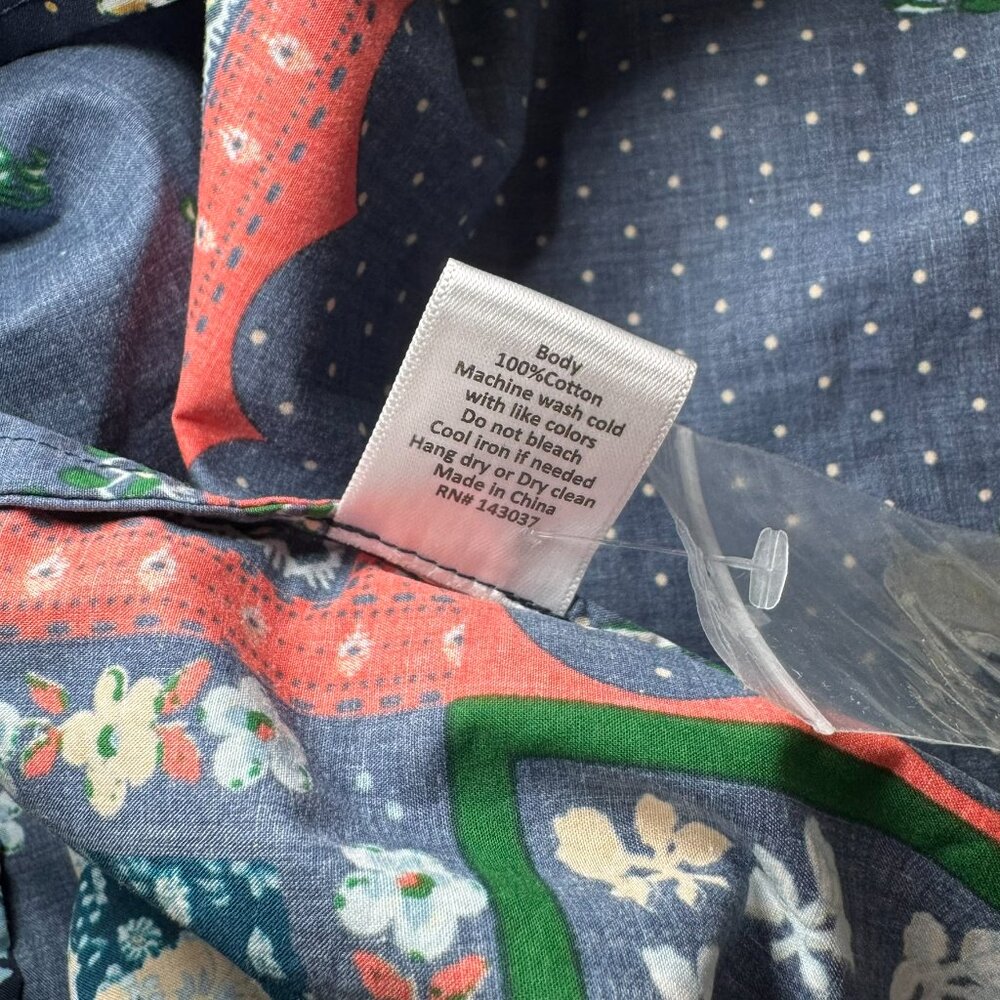 Body
100%Cotton
Machine wash cold
with like colors
Do not bleach
Cool iron if needed
Hang dry or Dry clean
Made in China
RN# 143037